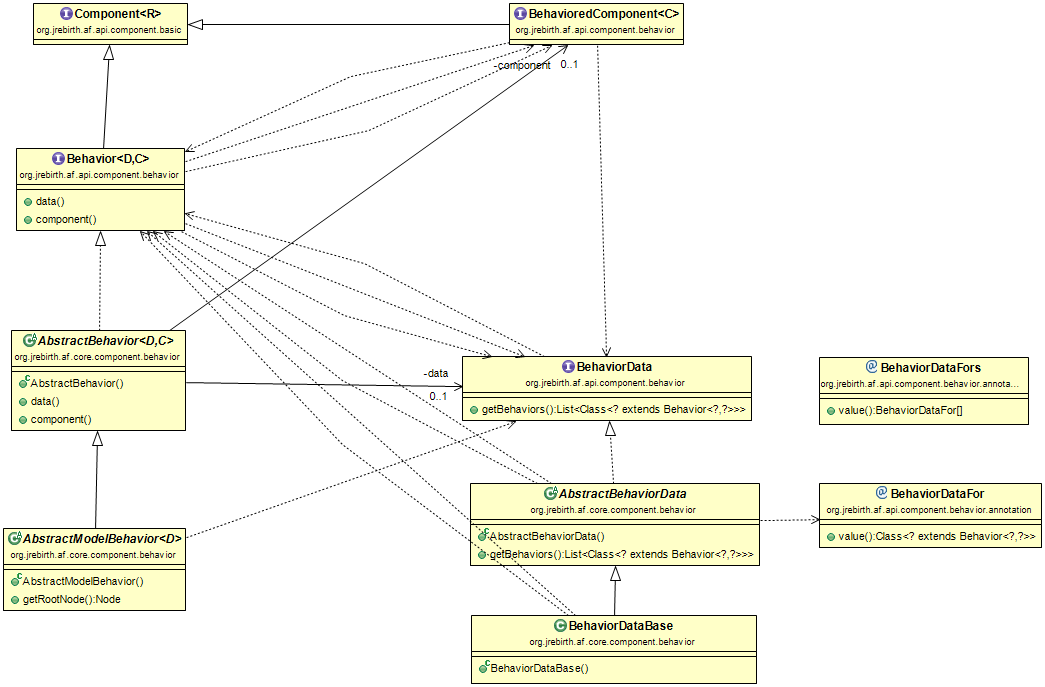 Component<R>
org.jrebirth.af.api.component.basic
BehavioredComponent<C>
org.jrebirth.af.api.component.behavior
-component 0..1
Behavior<D,C>
org.jrebirth.af.api.component.behavior
data()
component()
AbstractBehavior<D,C>
org.jrebirth.af.core.component.behavior
AbstractBehavior()
data()
component()
-data
0..1
BehaviorData
org.jrebirth.af.api.component.behavior
getBehaviors():List<Class<? extends Behavior<?,?>>>
BehaviorDataFors
org.jrebirth.af.api.component.behavior.annota...
value():BehaviorDataFor[]
AbstractBehaviorData
org.jrebirth.af.core.component.behavior
AbstractBehaviorData()
getBehaviors():List<Class<? extends Behavior<?,?>>>
BehaviorDataFor
org.jrebirth.af.api.component.behavior.annotation
value():Class<? extends Behavior<?,?>>
AbstractModelBehavior<D>
org.jrebirth.af.core.component.behavior
AbstractModelBehavior()
getRootNode():Node
BehaviorDataBase
org.jrebirth.af.core.component.behavior
BehaviorDataBase()